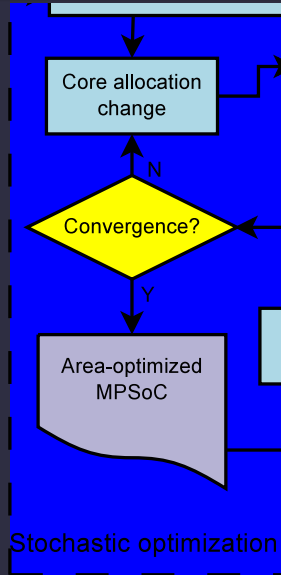 Core allocation
change
N
Convergence?
Y
Area-optimized
MPSoC
Stochastic optimization